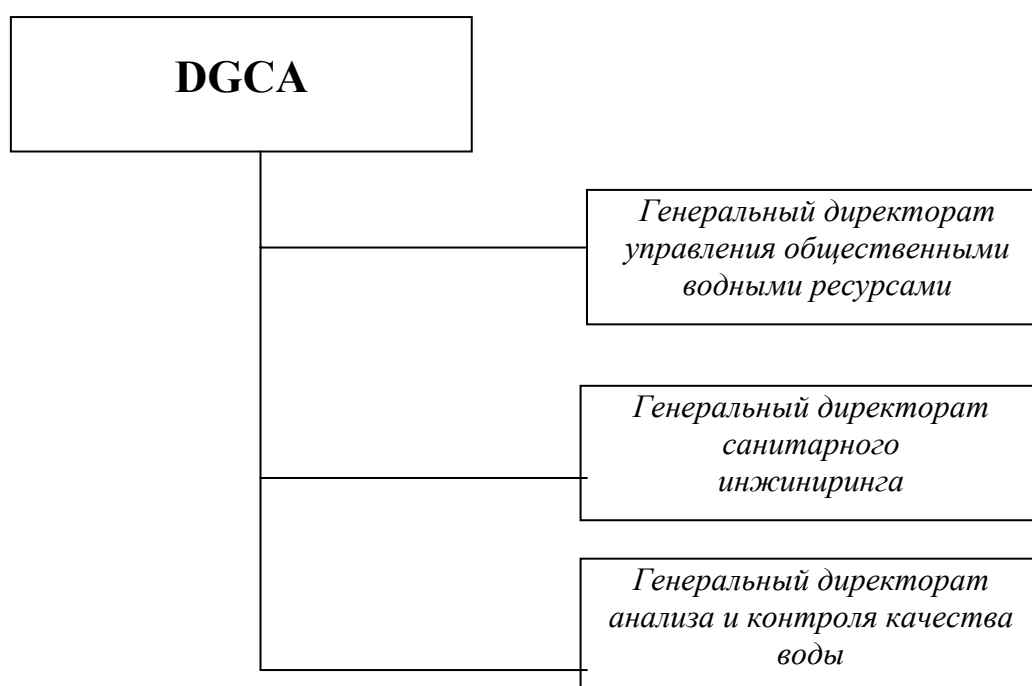 DGCA
Генеральный директорат
управления общественными
водными ресурсами
Генеральный директорат
санитарного
инжиниринга
Генеральный директорат
анализа и контроля качества
воды